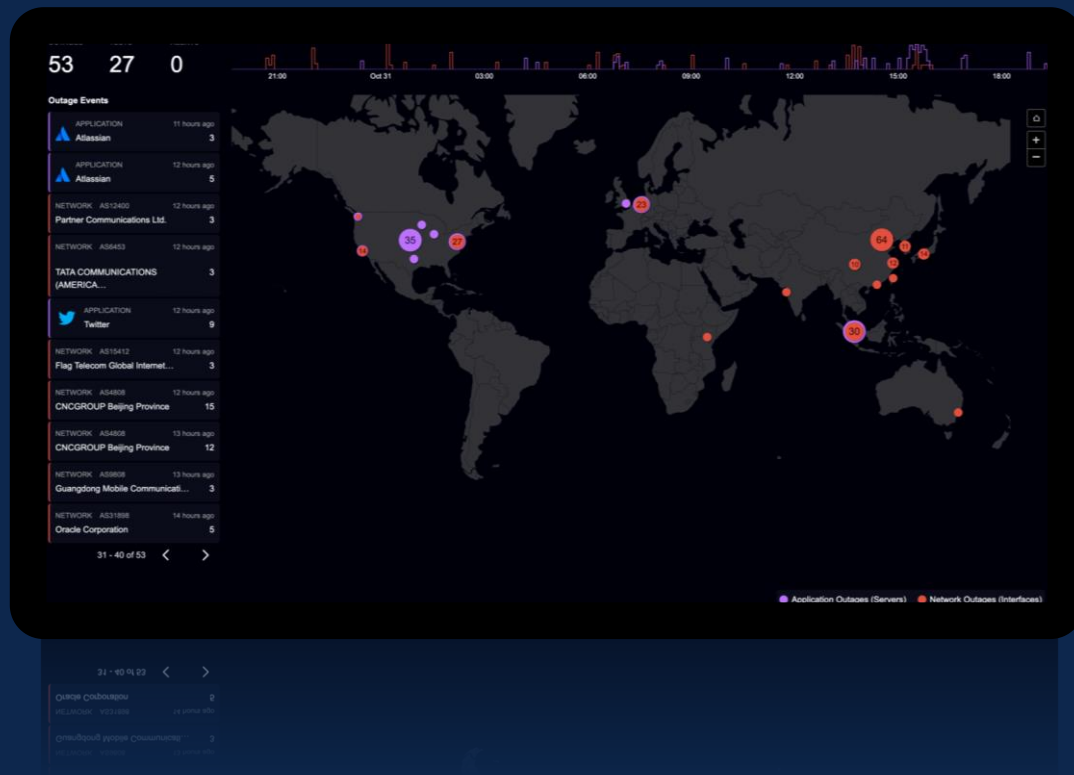 53 27 0
21:00 Oct 31 03:00 06:00 09:00 12:00 15:00 18:00
Outage Events
APPLICATION 11 hours ago
Atlassian 3
APPLICATION 12 hours ago
Atlassian 5
NETWORK AS12400 12 hours ago
Partner Communications Ltd. 3
NETWORK AS6453 12 hours ago
TATA COMMUNICATIONS 3
(AMERICA...
APPLICATION 12 hours ago
Twitter 9
NETWORK AS15412 12 hours ago
Flag Telecom Global Internet... 3
NETWORK AS4808 12 hours ago
CNCGROUP Beijing Province 15
NETWORK AS4808 13 hours ago
CNCGROUP Beijing Province 12
NETWORK AS9808 13 hours ago
Guangdong Mobile Communicati... 3
NETWORK AS31898 14 hours ago
Oracle Corporation 5
31 - 40 of 53
23
35 27 64
11
14 14
10 12
30
Application Outages (Servers) Network Outages (Interfaces)